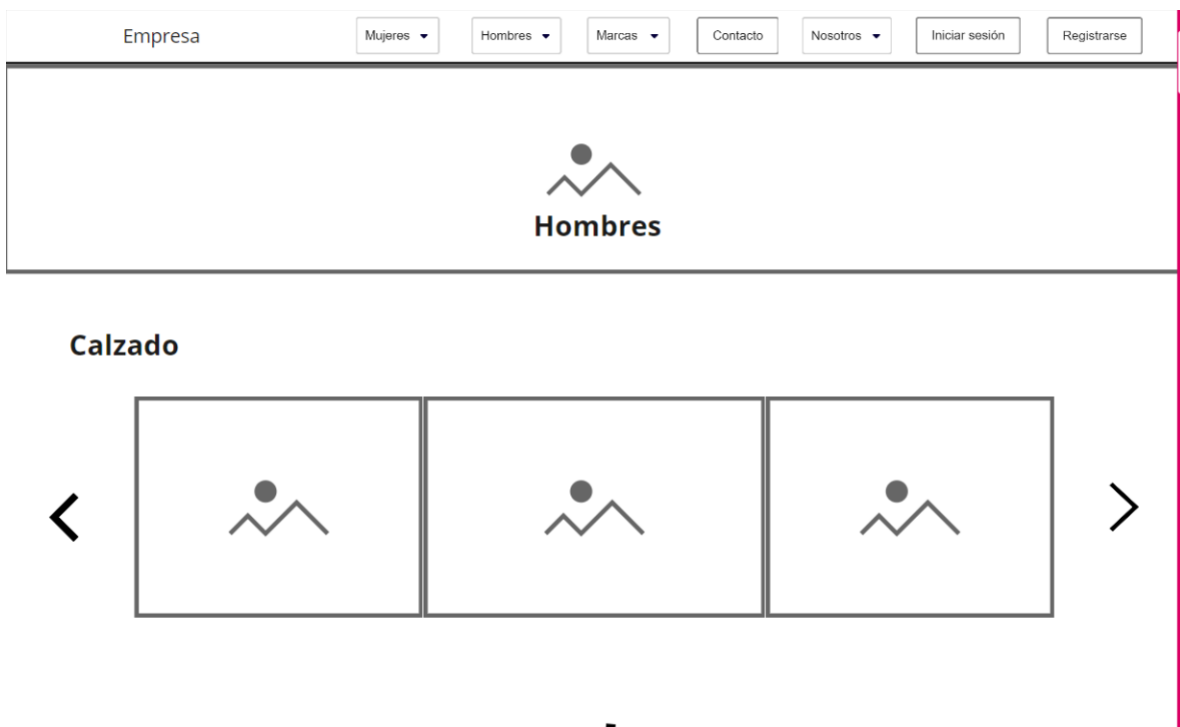 Empresa Mujeres Hombres Marcas Contacto Nosotros Iniciar sesión Registrarse
Hombres
Calzado